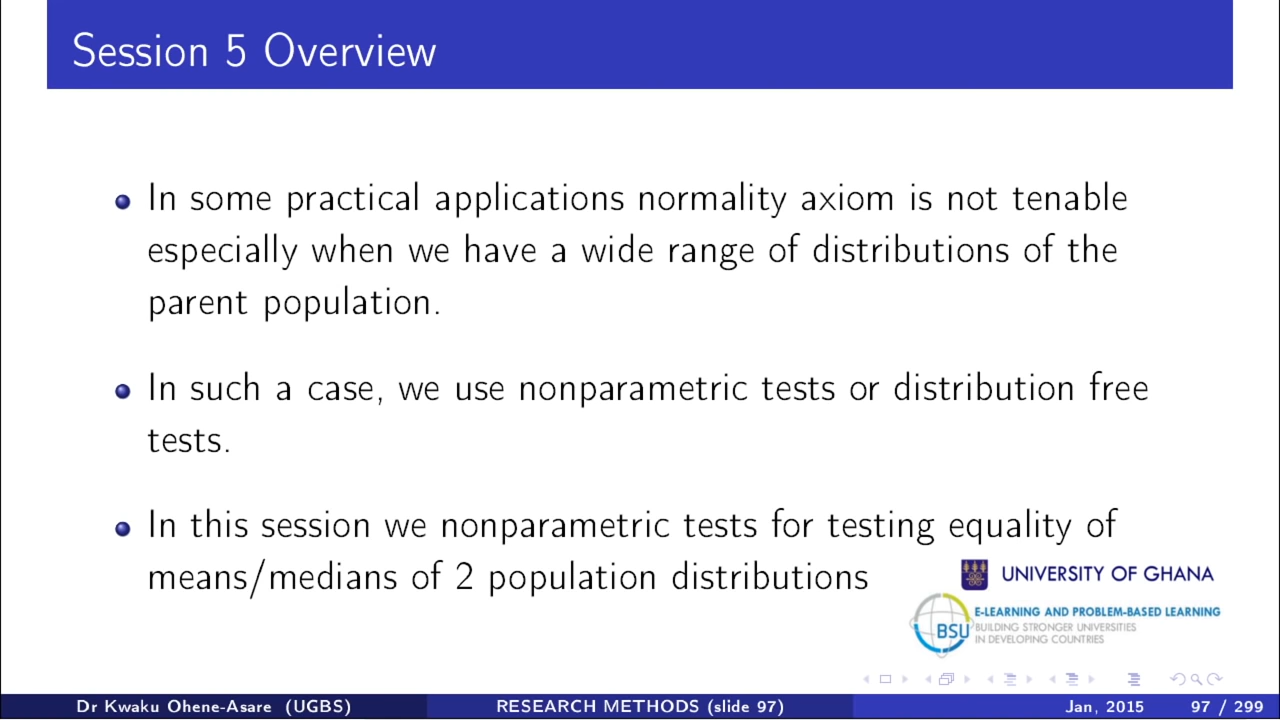 Session 5 Overview
In some practical applications normality axiom is not tenable
especially when we have a wide range of distributions of the
parent population.
In such a case, we use nonparametric tests or distribution free
tests.
In this session we nonparametric tests for testing equality of
means/medians of 2 population distributions
UNIVERSITY OF GHANA
BSU
E-LEARNING AND PROBLEM-BASED LEARNING
BUILDING STRONGER UNIVERSITIES
IN DEVELOPING COUNTRIES
Dr Kwaku Ohene-Asare (UGBS) RESEARCH METHODS (slide 97) Jan, 2015 97 / 299